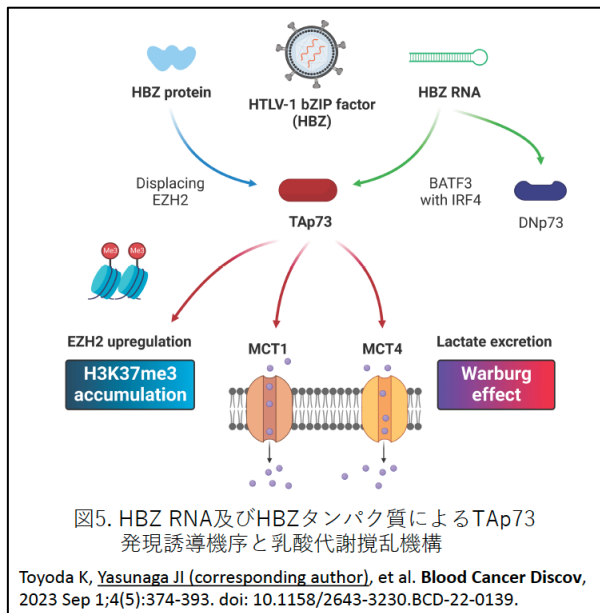 HBZ protein
HTLV-1 bZIP factor
(HBZ)
HBZ RNA
Displacing
EZH2
TAp73
BATF3
with IRF4
DNp73
Me3
Me3
EZH2 upregulation
H3K37me3
accumulation
MCT1
MCT4
Lactate excretion
Warburg
effect
図5. HBZ RNA及びHBZタンパク質によるTAp73
発現誘導機序と乳酸代謝撹乱機構
Toyoda K, Yasunaga JI (corresponding author), et al. Blood Cancer Discov,
2023 Sep 1;4(5):374-393. doi: 10.1158/2643-3230.BCD-22-0139.